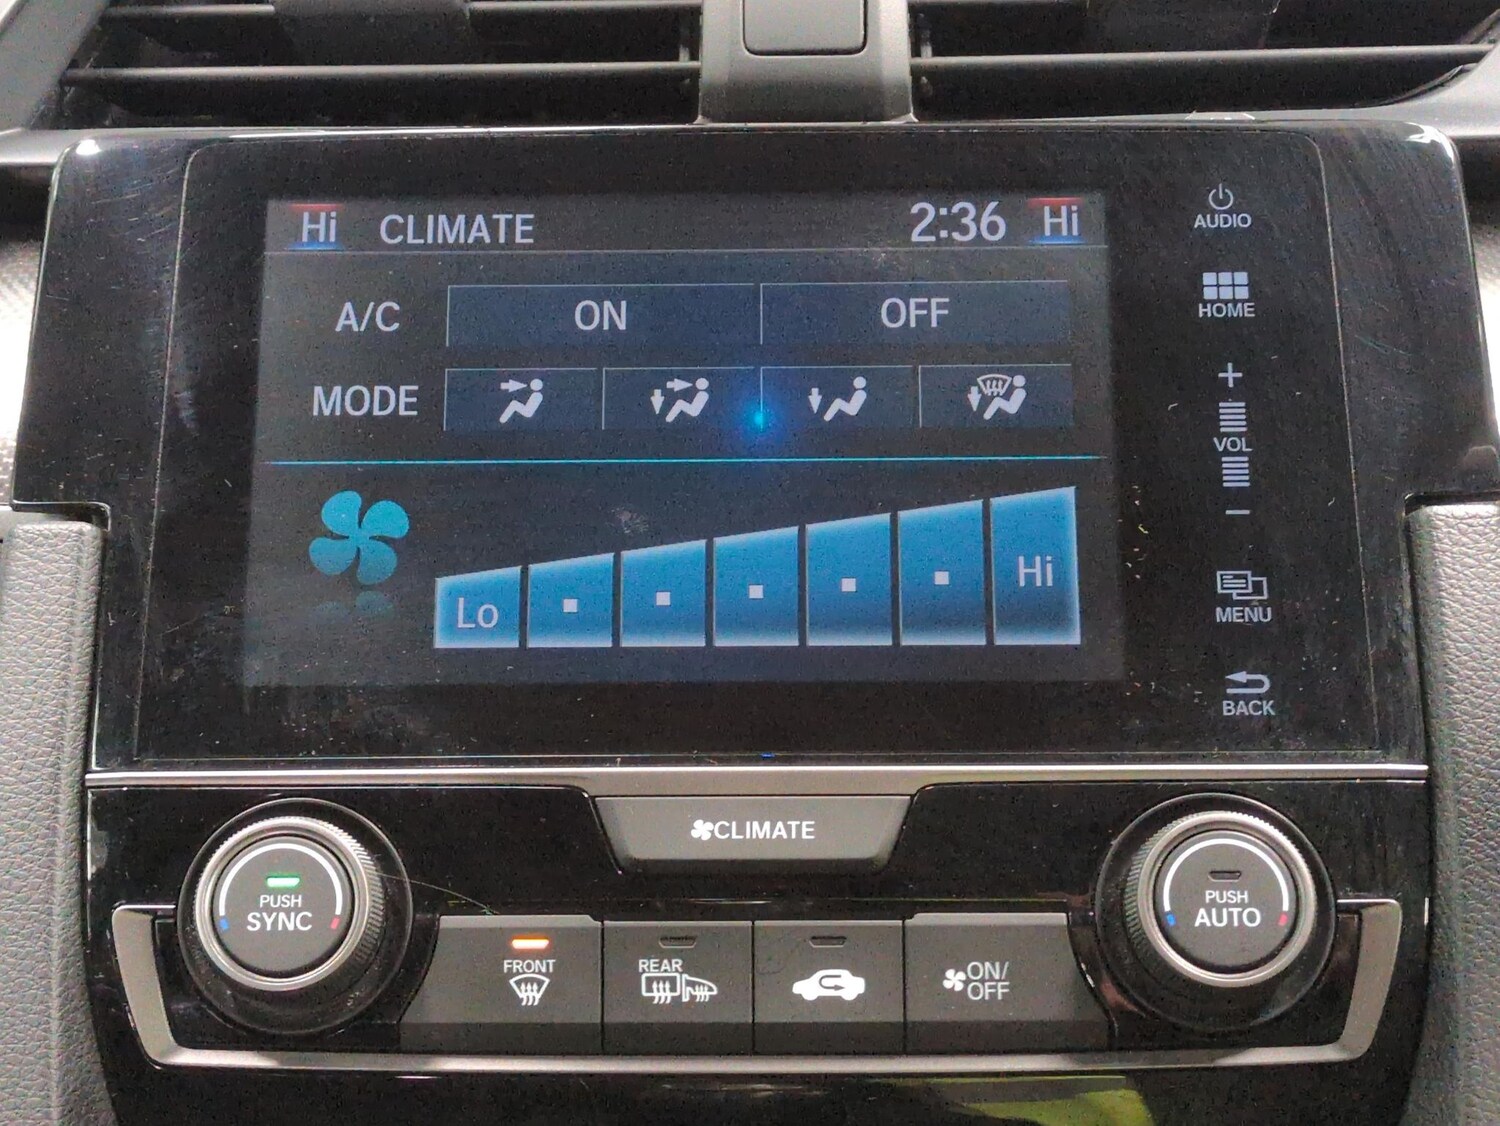 Hi CLIMATE 2:36 Hi
A/C ON OFF
MODE
Lo Hi
AUDIO
HOME
+
VOL
−
MENU
BACK
CLIMATE
PUSH
SYNC
FRONT
REAR
ON/
OFF
PUSH
AUTO